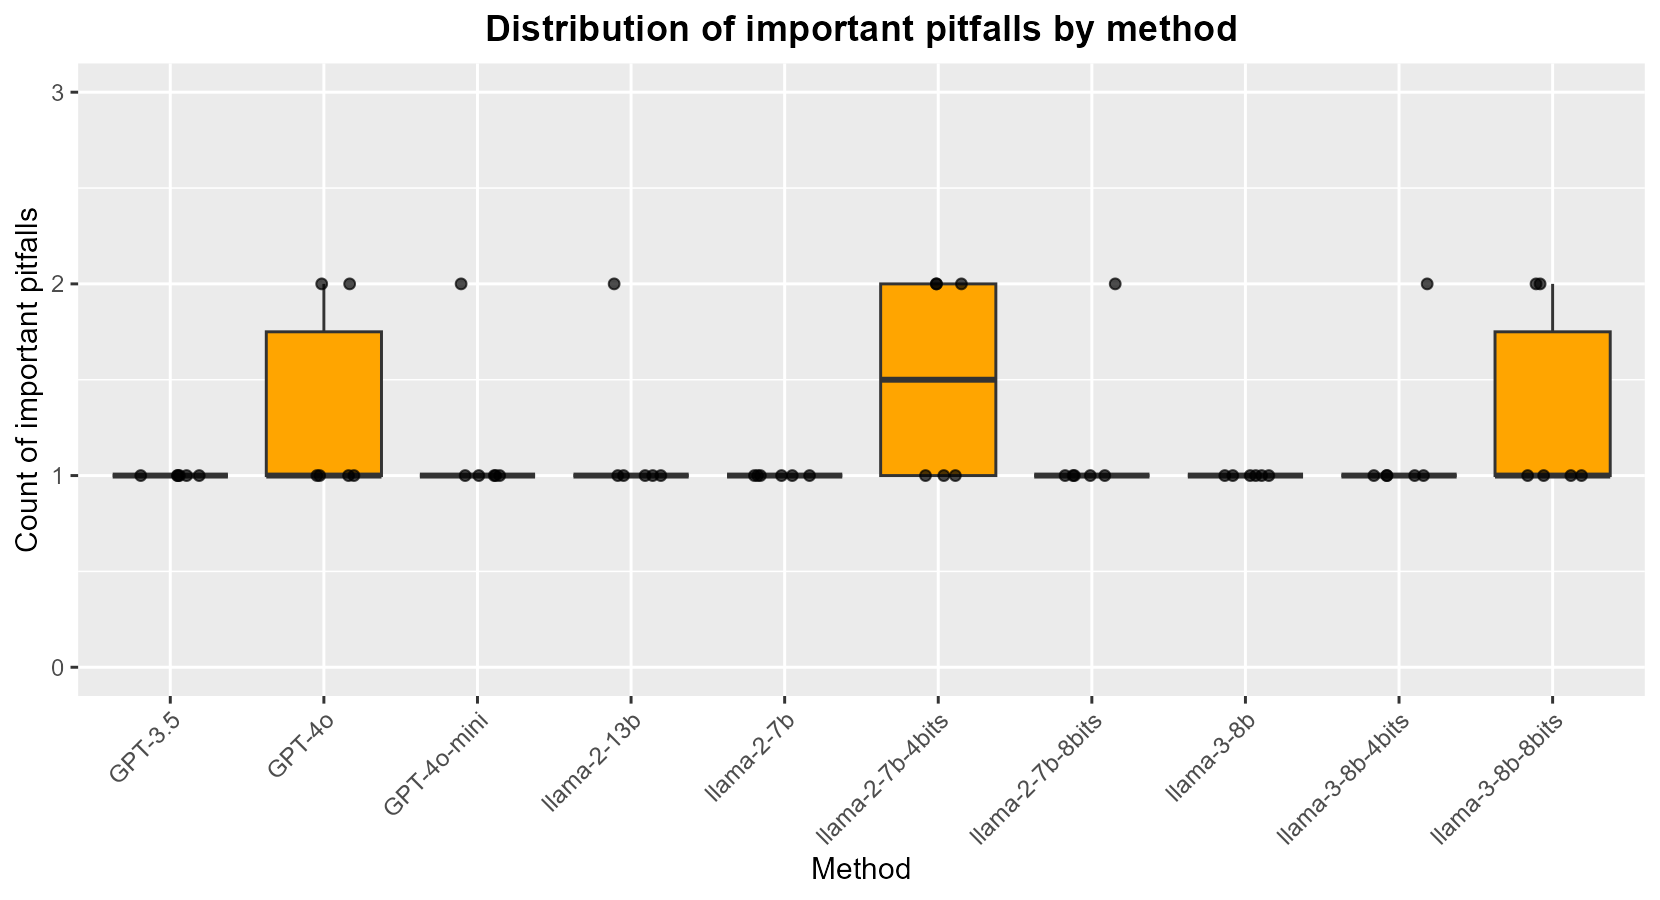 Distribution of important pitfalls by method
Count of important pitfalls
3
2
1
0
GPT-3.5
GPT-4o
GPT-4o-mini
llama-2-13b
llama-2-7b
llama-2-7b-4bits
llama-2-7b-8bits
llama-3-8b
llama-3-8b-4bits
llama-3-8b-8bits
Method